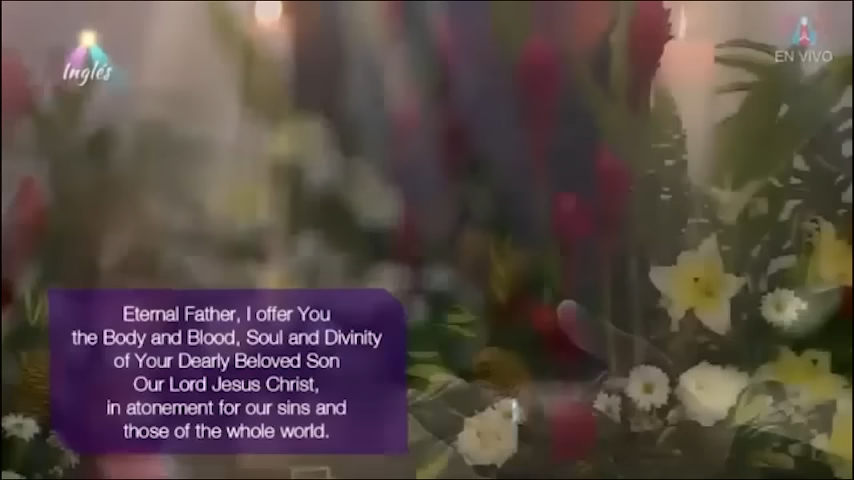 Inglés
EN VIVO
Eternal Father, I offer You
the Body and Blood, Soul and Divinity
of Your Dearly Beloved Son
Our Lord Jesus Christ,
in atonement for our sins and
those of the whole world.